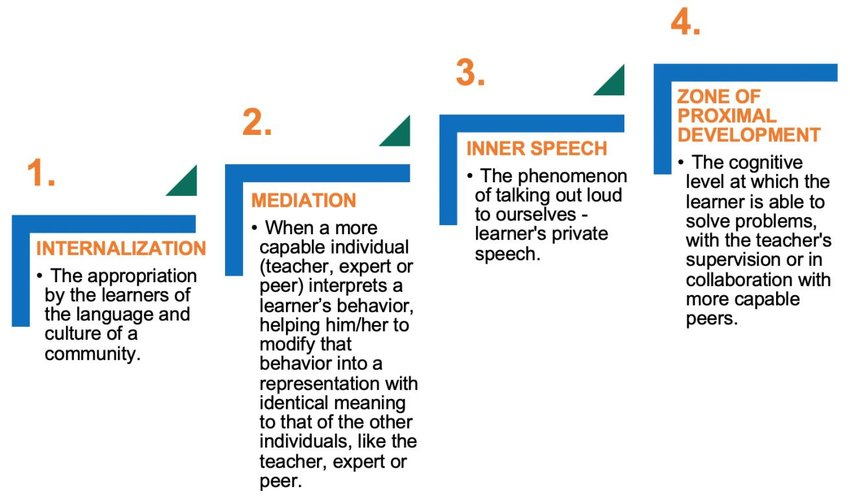 1.
INTERNALIZATION
• The appropriation
by the learners of
the language and
culture of a
community.
2.
MEDIATION
• When a more
capable individual
(teacher, expert or
peer) interprets a
learner’s behavior,
helping him/her to
modify that
behavior into a
representation with
identical meaning
to that of the other
individuals, like the
teacher, expert or
peer.
3.
INNER SPEECH
• The phenomenon
of talking out loud
to ourselves -
learner's private
speech.
4.
ZONE OF
PROXIMAL
DEVELOPMENT
• The cognitive
level at which the
learner is able to
solve problems,
with the teacher's
supervision or in
collaboration with
more capable
peers.